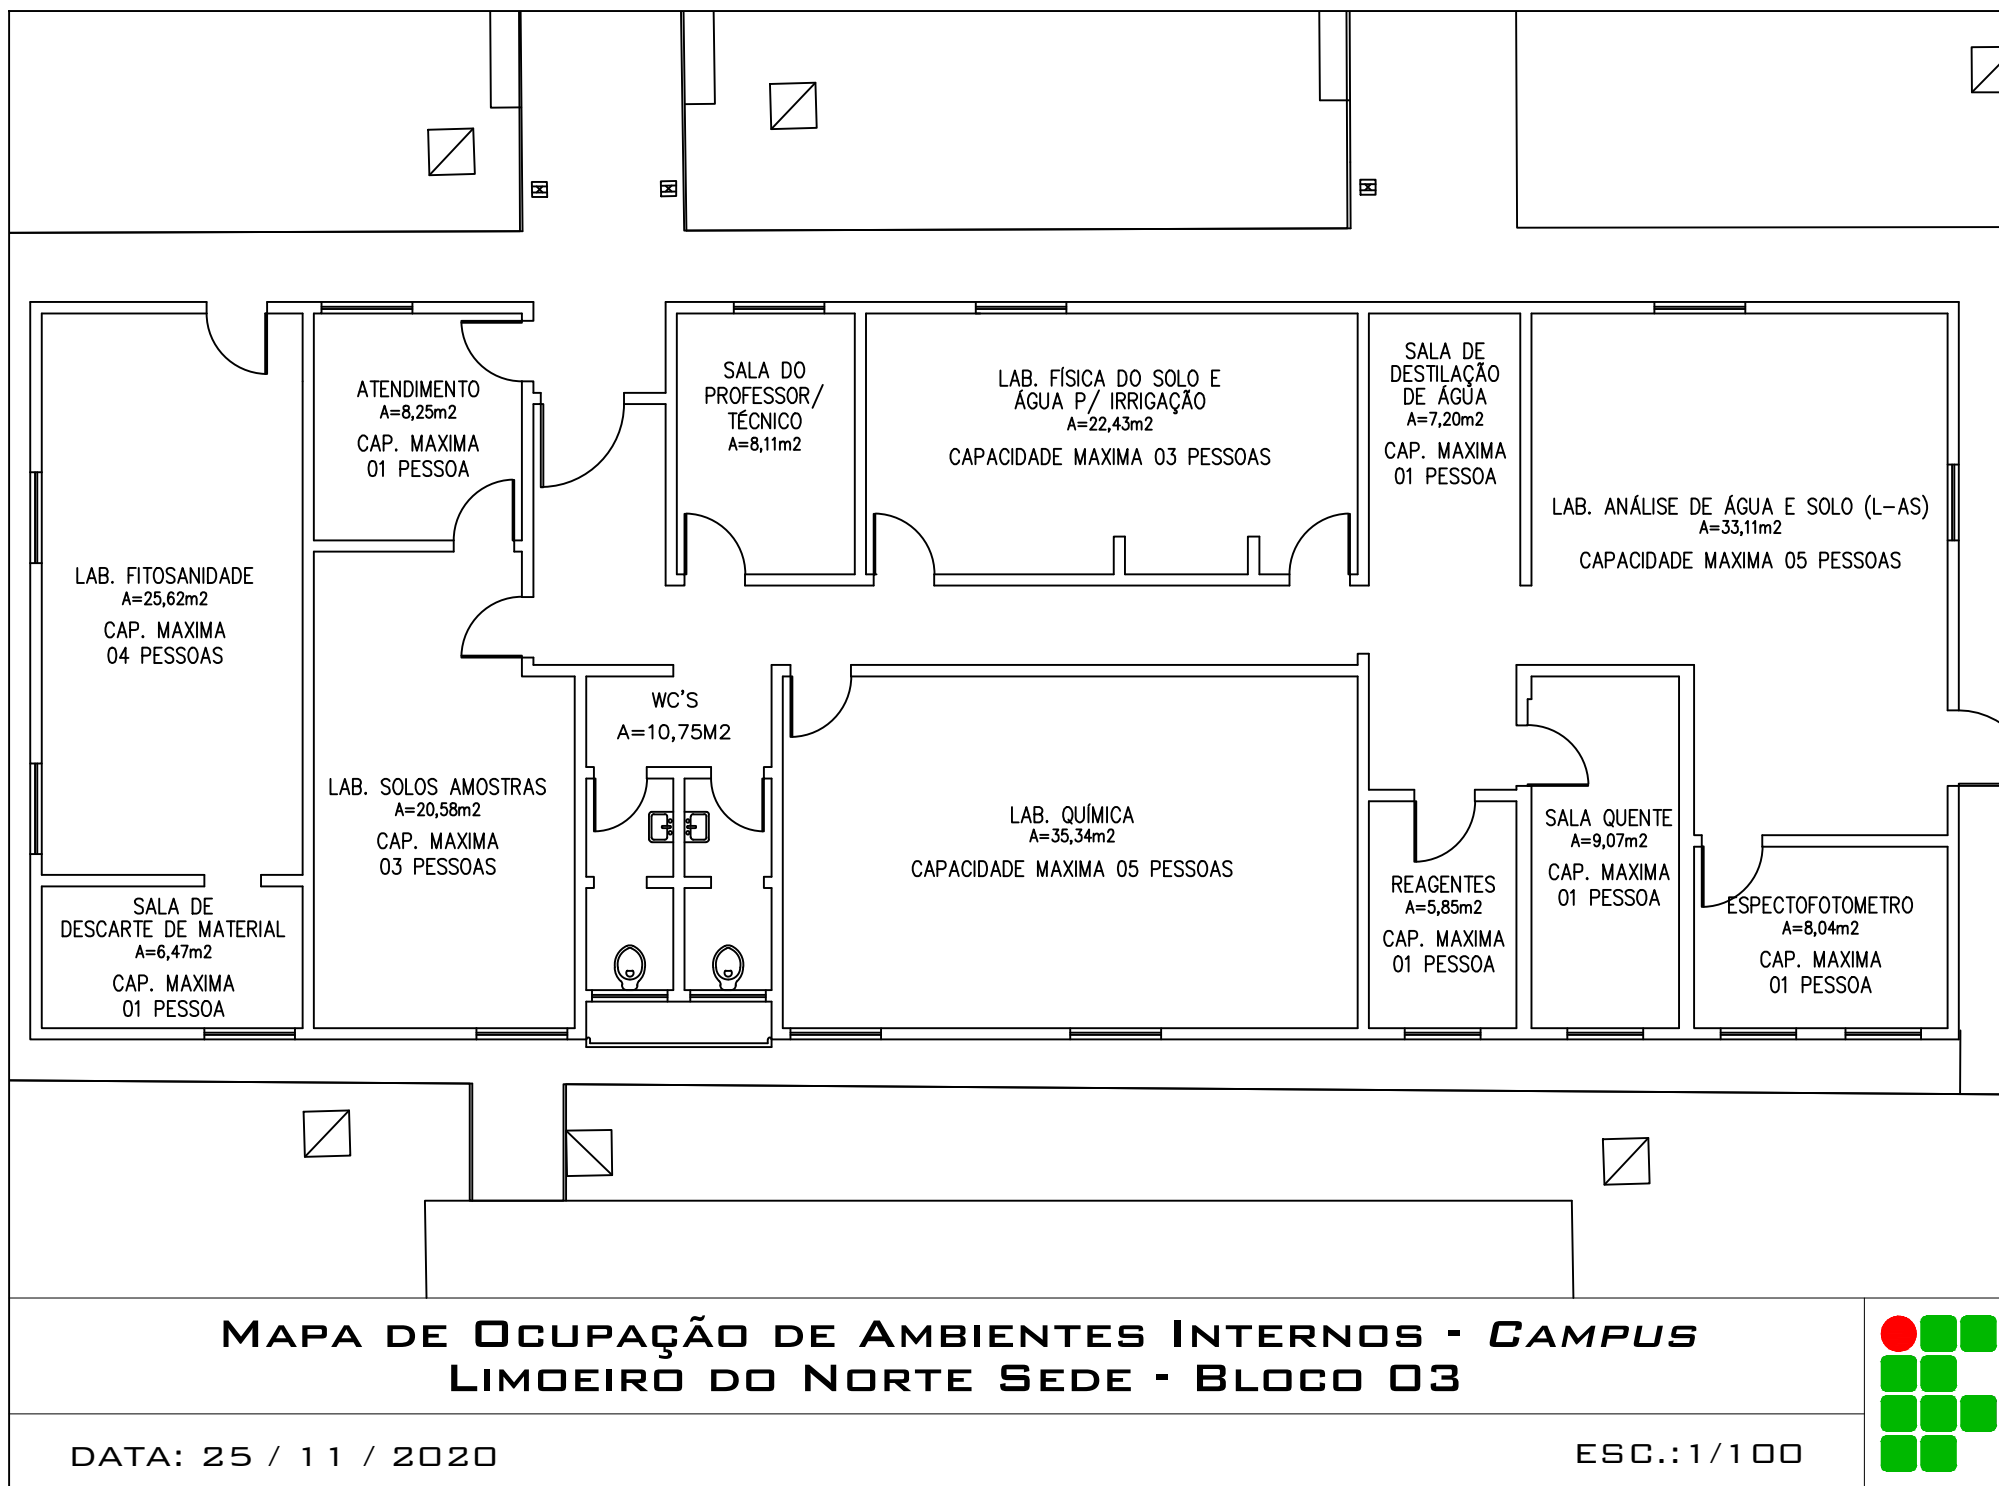 ATENDIMENTO
A=8,25m2
CAP. MAXIMA
01 PESSOA
SALA DO
PROFESSOR/
TÉCNICO
A=8,11m2
LAB. FÍSICA DO SOLO E
ÁGUA P/ IRRIGAÇÃO
A=22,43m2
CAPACIDADE MAXIMA 03 PESSOAS
SALA DE
DESTILAÇÃO
DE ÁGUA
A=7,20m2
CAP. MAXIMA
01 PESSOA
LAB. ANÁLISE DE ÁGUA E SOLO (L-AS)
A=33,11m2
CAPACIDADE MAXIMA 05 PESSOAS
LAB. FITOSANIDADE
A=25,62m2
CAP. MAXIMA
04 PESSOAS
WC'S
A=10,75M2
LAB. SOLOS AMOSTRAS
A=20,58m2
CAP. MAXIMA
03 PESSOAS
LAB. QUÍMICA
A=35,34m2
CAPACIDADE MAXIMA 05 PESSOAS
SALA QUENTE
A=9,07m2
CAP. MAXIMA
01 PESSOA
REAGENTES
A=5,85m2
CAP. MAXIMA
01 PESSOA
ESPECTOFOTOMETRO
A=8,04m2
CAP. MAXIMA
01 PESSOA
SALA DE
DESCARTE DE MATERIAL
A=6,47m2
CAP. MAXIMA
01 PESSOA
MAPA DE OCUPAÇÃO DE AMBIENTES INTERNOS - CAMPUS
LIMOEIRO DO NORTE SEDE - BLOCO 03
DATA: 25 / 11 / 2020
ESC.:1/100